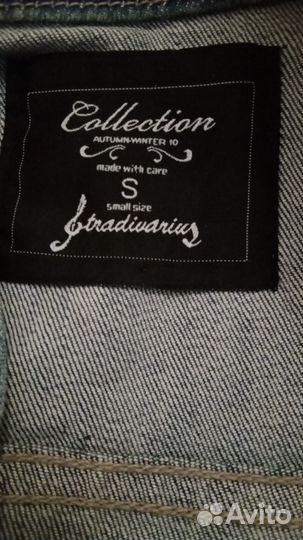 Collection
AUTUMN-WINTER 10
made with care
S
small size
Stradivarius
Avito